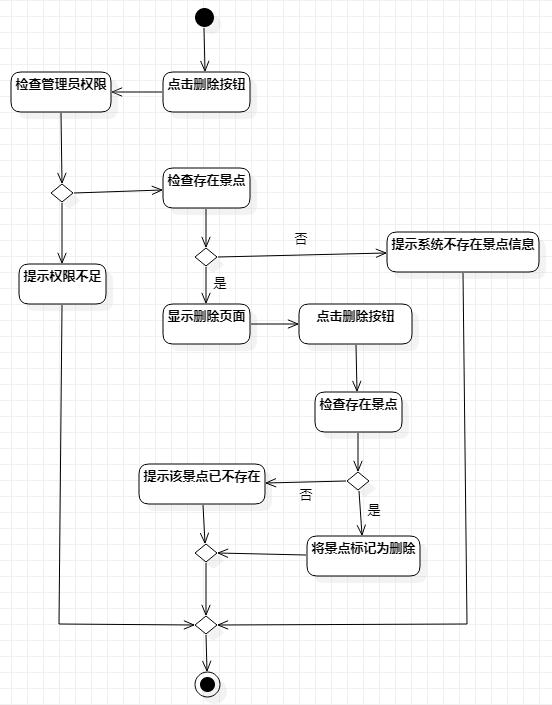 检查管理员权限
点击删除按钮
检查存在景点
否
提示系统不存在景点信息
提示权限不足
是
显示删除页面
点击删除按钮
检查存在景点
提示该景点已不存在
否
是
将景点标记为删除